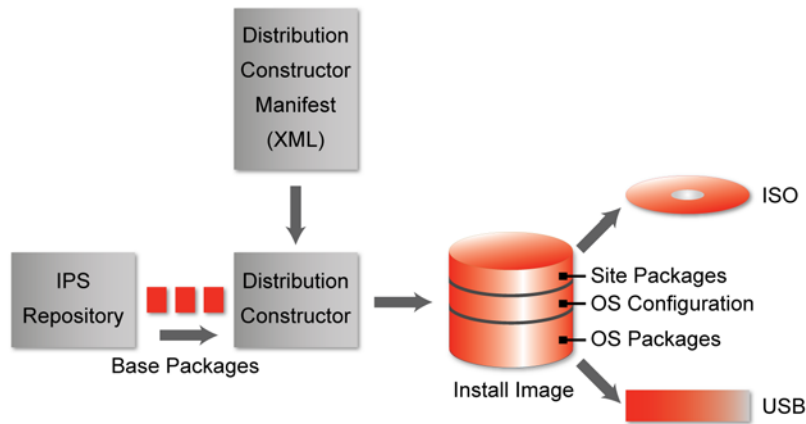 Distribution
Constructor
Manifest
(XML)
ISO
IPS
Repository
Distribution
Constructor
Site Packages
OS Configuration
OS Packages
Base Packages
Install Image
USB